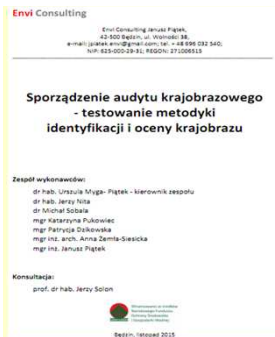 Envi Consulting
Envi Consulting Janusz Piątek,
42-500 Będzin, ul. Wolności 38,
e-mail: jpiatek.envi@gmail.com; tel. + 48 696 032 540;
NIP: 625-000-29-31; REGON: 271006515
Sporządzenie audytu krajobrazowego
- testowanie metodyki
identyfikacji i oceny krajobrazu
Zespół wykonawców:
dr hab. Urszula Myga- Piątek - kierownik zespołu
dr hab. Jerzy Nita
dr Michał Sobala
mgr Katarzyna Pukowiec
mgr Patrycja Dzikowska
mgr inż. arch. Anna Zemła-Siesicka
mgr inż. Janusz Piątek
Konsultacja:
prof. dr hab. Jerzy Solon
Będzin, listopad 2015